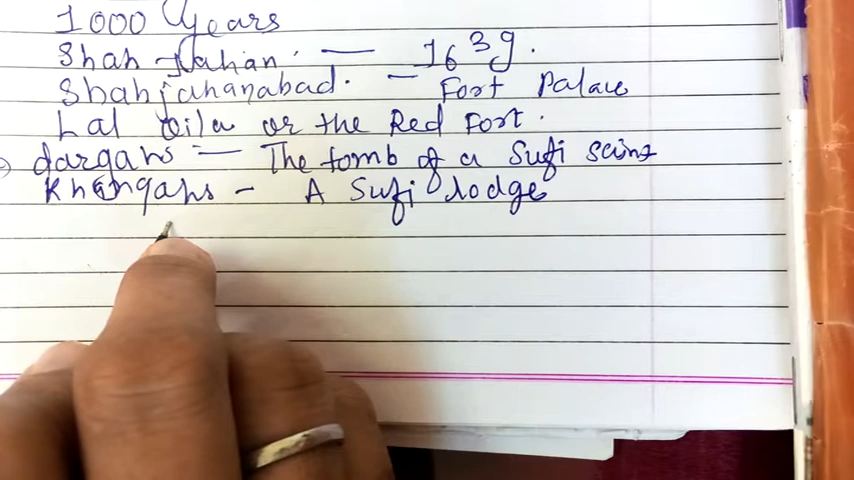 1000 Years
Shah Jahan. — 1639.
Shahjahanabad. - Fort Palace
Lal Qila or the Red Fort.
dargahs — The tomb of a Sufi saint
Khanqahs - A Sufi lodge